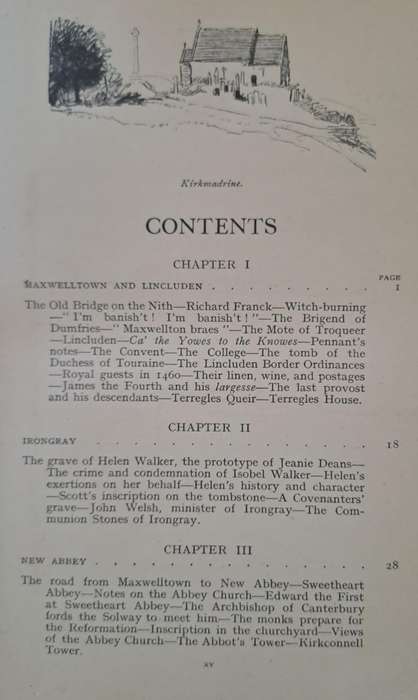 Kirkmadrine.
CONTENTS
CHAPTER I
PAGE
MAXWELLTOWN AND LINCLUDEN . . . . . . . . 1
The Old Bridge on the Nith—Richard Franck—Witch-burning
—"I'm banish't! I'm banish't!"—The Brigend of
Dumfries—"Maxwellton braes"—The Mote of Troqueer
—Lincluden—Ca' the Yowes to the Knowes—Pennant's
notes—The Convent—The College—The tomb of the
Duchess of Touraine—The Lincluden Border Ordinances
—Royal guests in 1460—Their linen, wine, and postages
—James the Fourth and his largesse—The last provost
and his descendants—Terregles Queir—Terregles House.
CHAPTER II
IRONGRAY . . . . . . . . . . . . . . . 18
The grave of Helen Walker, the prototype of Jeanie Deans—
The crime and condemnation of Isobel Walker—Helen's
exertions on her behalf—Helen's history and character
—Scott's inscription on the tombstone—A Covenanters'
grave—John Welsh, minister of Irongray—The Com-
munion Stones of Irongray.
CHAPTER III
NEW ABBEY . . . . . . . . . . . . . . . 28
The road from Maxwelltown to New Abbey—Sweetheart
Abbey—Notes on the Abbey Church—Edward the First
at Sweetheart Abbey—The Archbishop of Canterbury
fords the Solway to meet him—The monks prepare for
the Reformation—Inscription in the churchyard—Views
of the Abbey Church—The Abbot's Tower—Kirkconnell
Tower.
xv